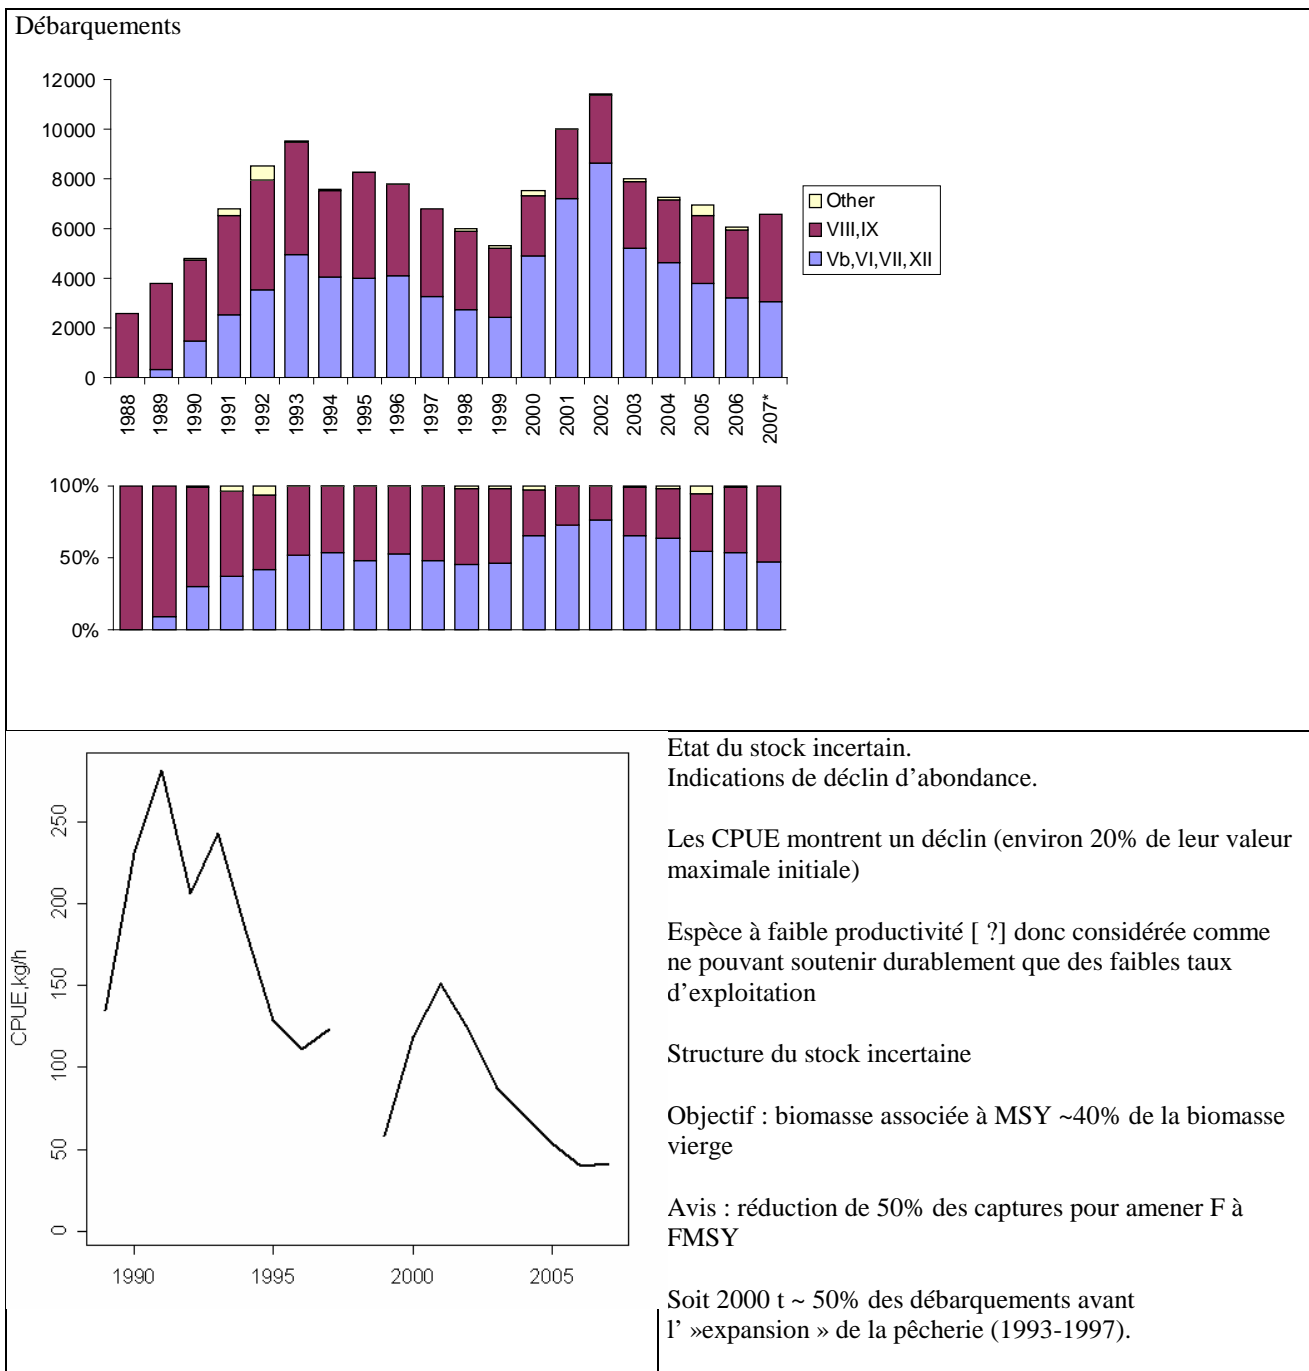 Débarquements
12000
10000
8000
6000
4000
2000
0
1988
1989
1990
1991
1992
1993
1994
1995
1996
1997
1998
1999
2000
2001
2002
2003
2004
2005
2006
2007*
Other
VIII,IX
Vb,VI,VII,XII
100%
50%
0%
CPUE,kg/h
250
200
150
100
50
0
1990
1995
2000
2005
Etat du stock incertain.
Indications de déclin d’abondance.
Les CPUE montrent un déclin (environ 20% de leur valeur
maximale initiale)
Espèce à faible productivité [ ?] donc considérée comme
ne pouvant soutenir durablement que des faibles taux
d’exploitation
Structure du stock incertaine
Objectif : biomasse associée à MSY ~40% de la biomasse
vierge
Avis : réduction de 50% des captures pour amener F à
FMSY
Soit 2000 t ~ 50% des débarquements avant
l’ »expansion » de la pêcherie (1993-1997).